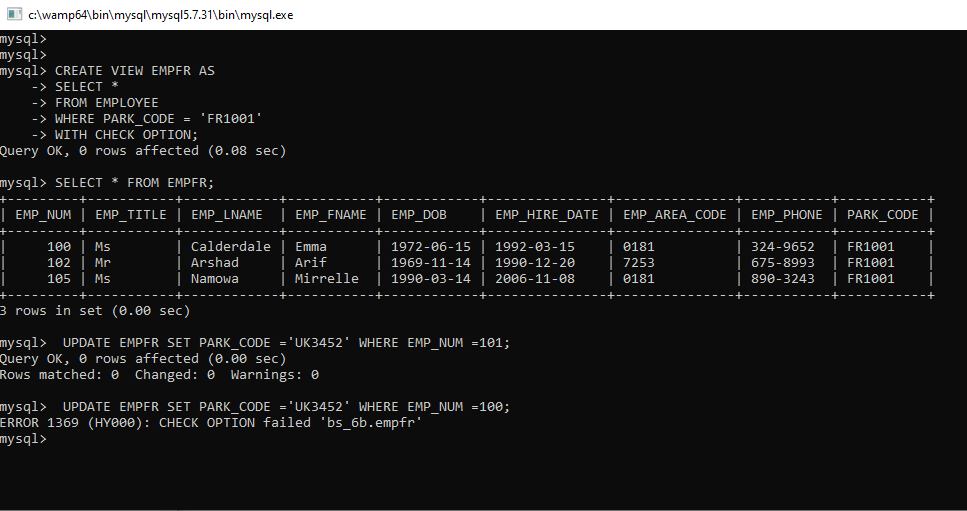 c:\wamp64\bin\mysql\mysql5.7.31\bin\mysql.exe
mysql>
mysql>
mysql> CREATE VIEW EMPFR AS
    -> SELECT *
    -> FROM EMPLOYEE
    -> WHERE PARK_CODE = 'FR1001'
    -> WITH CHECK OPTION;
Query OK, 0 rows affected (0.08 sec)

mysql> SELECT * FROM EMPFR;
+---------+-----------+------------+-----------+------------+---------------+---------------+-----------+-----------+
| EMP_NUM | EMP_TITLE | EMP_LNAME  | EMP_FNAME | EMP_DOB    | EMP_HIRE_DATE | EMP_AREA_CODE | EMP_PHONE | PARK_CODE |
+---------+-----------+------------+-----------+------------+---------------+---------------+-----------+-----------+
|     100 | Ms        | Calderdale | Emma      | 1972-06-15 | 1992-03-15    | 0181          | 324-9652  | FR1001    |
|     102 | Mr        | Arshad     | Arif      | 1969-11-14 | 1990-12-20    | 7253          | 675-8993  | FR1001    |
|     105 | Ms        | Namowa     | Mirrelle  | 1990-03-14 | 2006-11-08    | 0181          | 890-3243  | FR1001    |
+---------+-----------+------------+-----------+------------+---------------+---------------+-----------+-----------+
3 rows in set (0.00 sec)

mysql>  UPDATE EMPFR SET PARK_CODE ='UK3452' WHERE EMP_NUM =101;
Query OK, 0 rows affected (0.00 sec)
Rows matched: 0  Changed: 0  Warnings: 0

mysql>  UPDATE EMPFR SET PARK_CODE ='UK3452' WHERE EMP_NUM =100;
ERROR 1369 (HY000): CHECK OPTION failed 'bs_6b.empfr'
mysql>